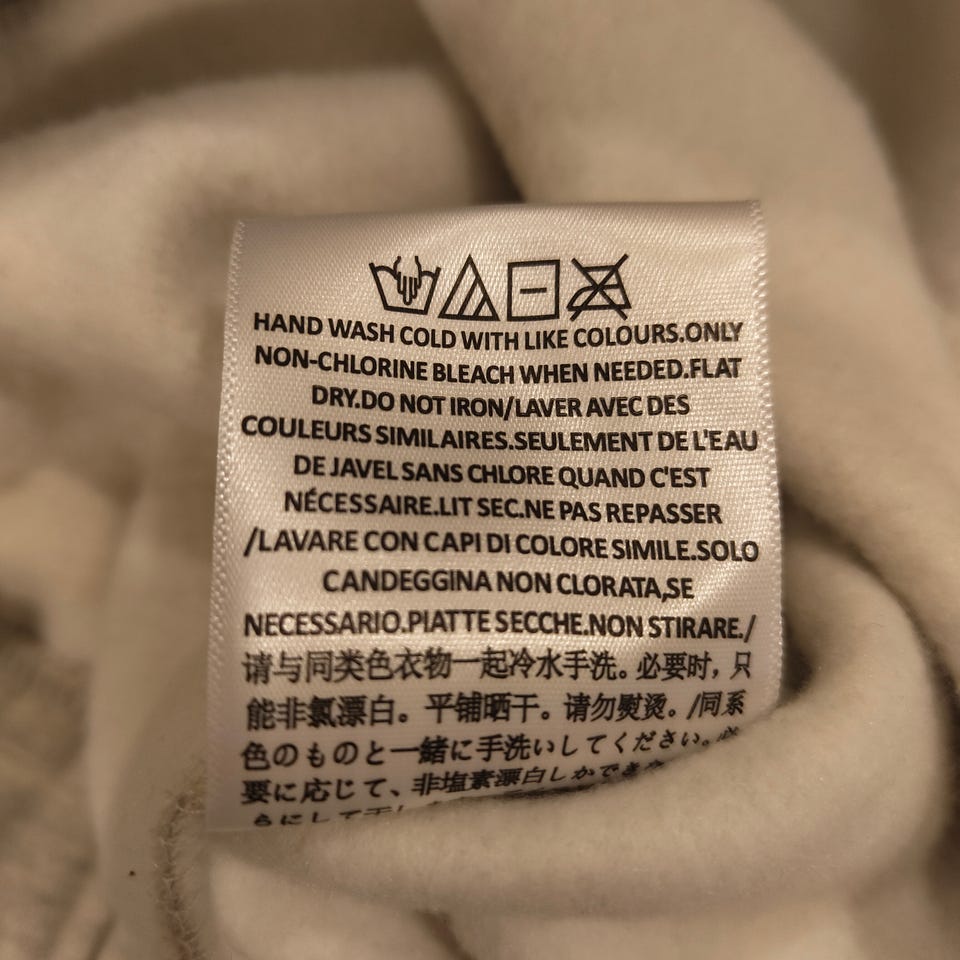 HAND WASH COLD WITH LIKE COLOURS.ONLY
NON-CHLORINE BLEACH WHEN NEEDED.FLAT
DRY.DO NOT IRON/LAVER AVEC DES
COULEURS SIMILAIRES.SEULEMENT DE L'EAU
DE JAVEL SANS CHLORE QUAND C'EST
NÉCESSAIRE.LIT SEC.NE PAS REPASSER
/LAVARE CON CAPI DI COLORE SIMILE.SOLO
CANDEGGINA NON CLORATA,SE
NECESSARIO.PIATTE SECCHE.NON STIRARE./
请与同类色衣物一起冷水手洗。必要时，只
能非氯漂白。平铺晒干。请勿熨烫。/同系
色のものと一緒に手洗いしてください。必
要に応じて、非塩素漂白しかでき